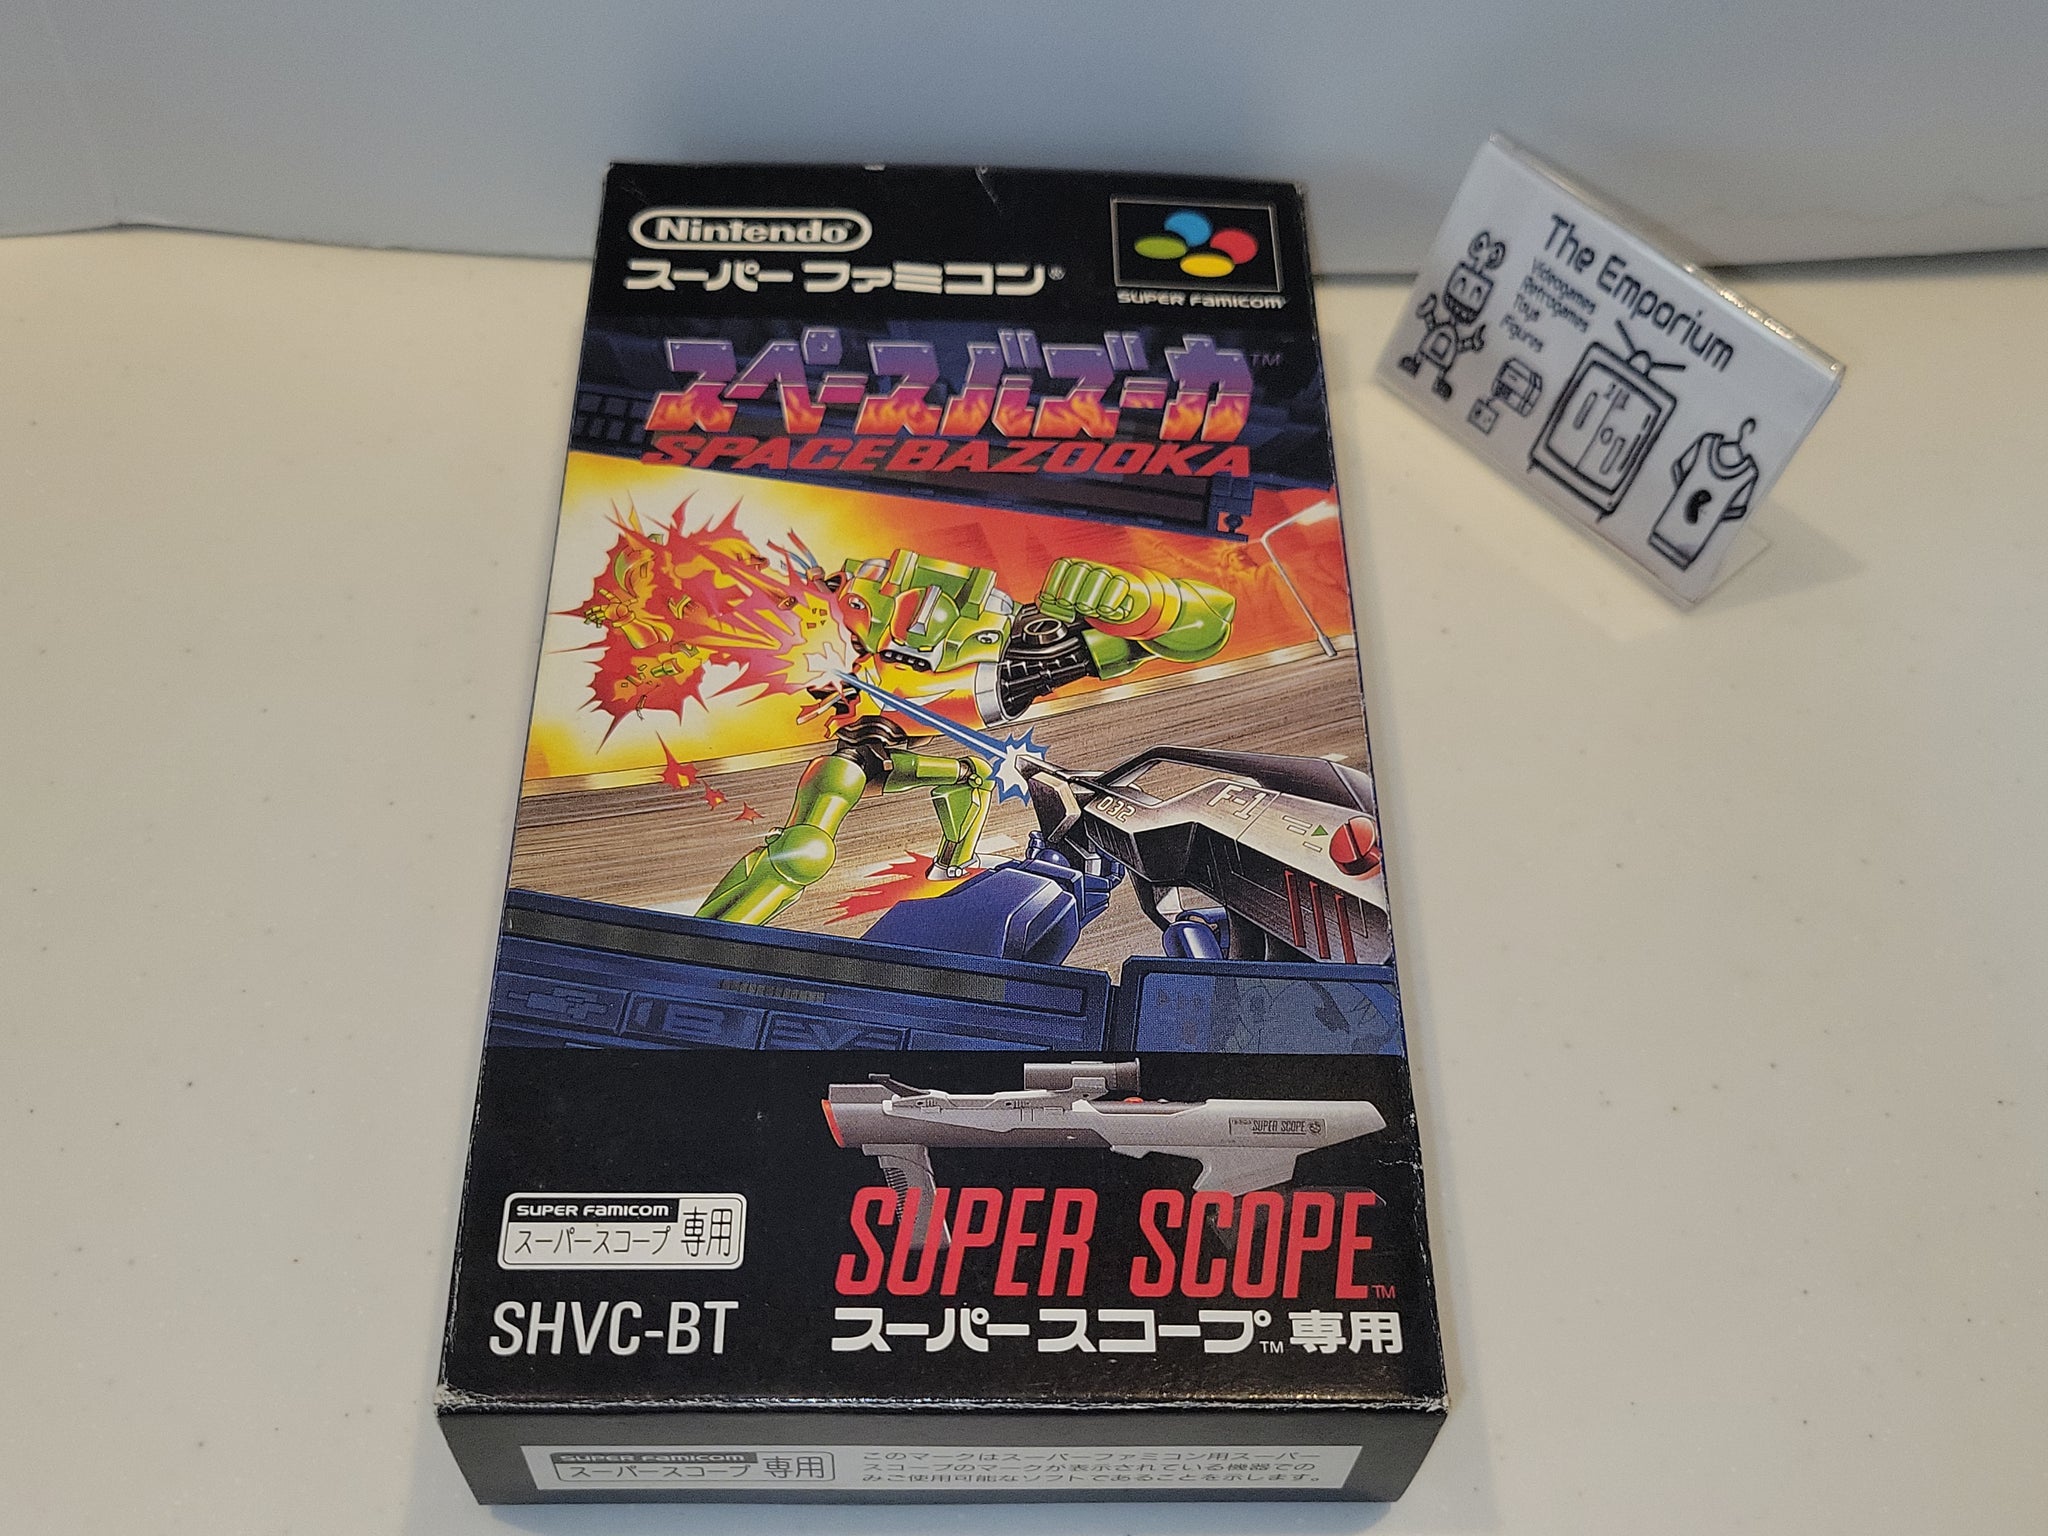 Nintendo®
スーパーファミコン®
SUPER FAMICOM
スペースバズーカ™
SPACE BAZOOKA
F-1
032
SUPER SCOPE
SUPER FAMICOM
スーパースコープ 専用
SHVC-BT
SUPER SCOPE™
スーパースコープ™専用
SUPER FAMICOM
スーパースコープ 専用
このマークはスーパーファミコン用スーパー
スコープのマークが表示されている機器での
みご使用可能なソフトであることを示します。
The Emporium
Videogames
Retrogames
Toys
Figures